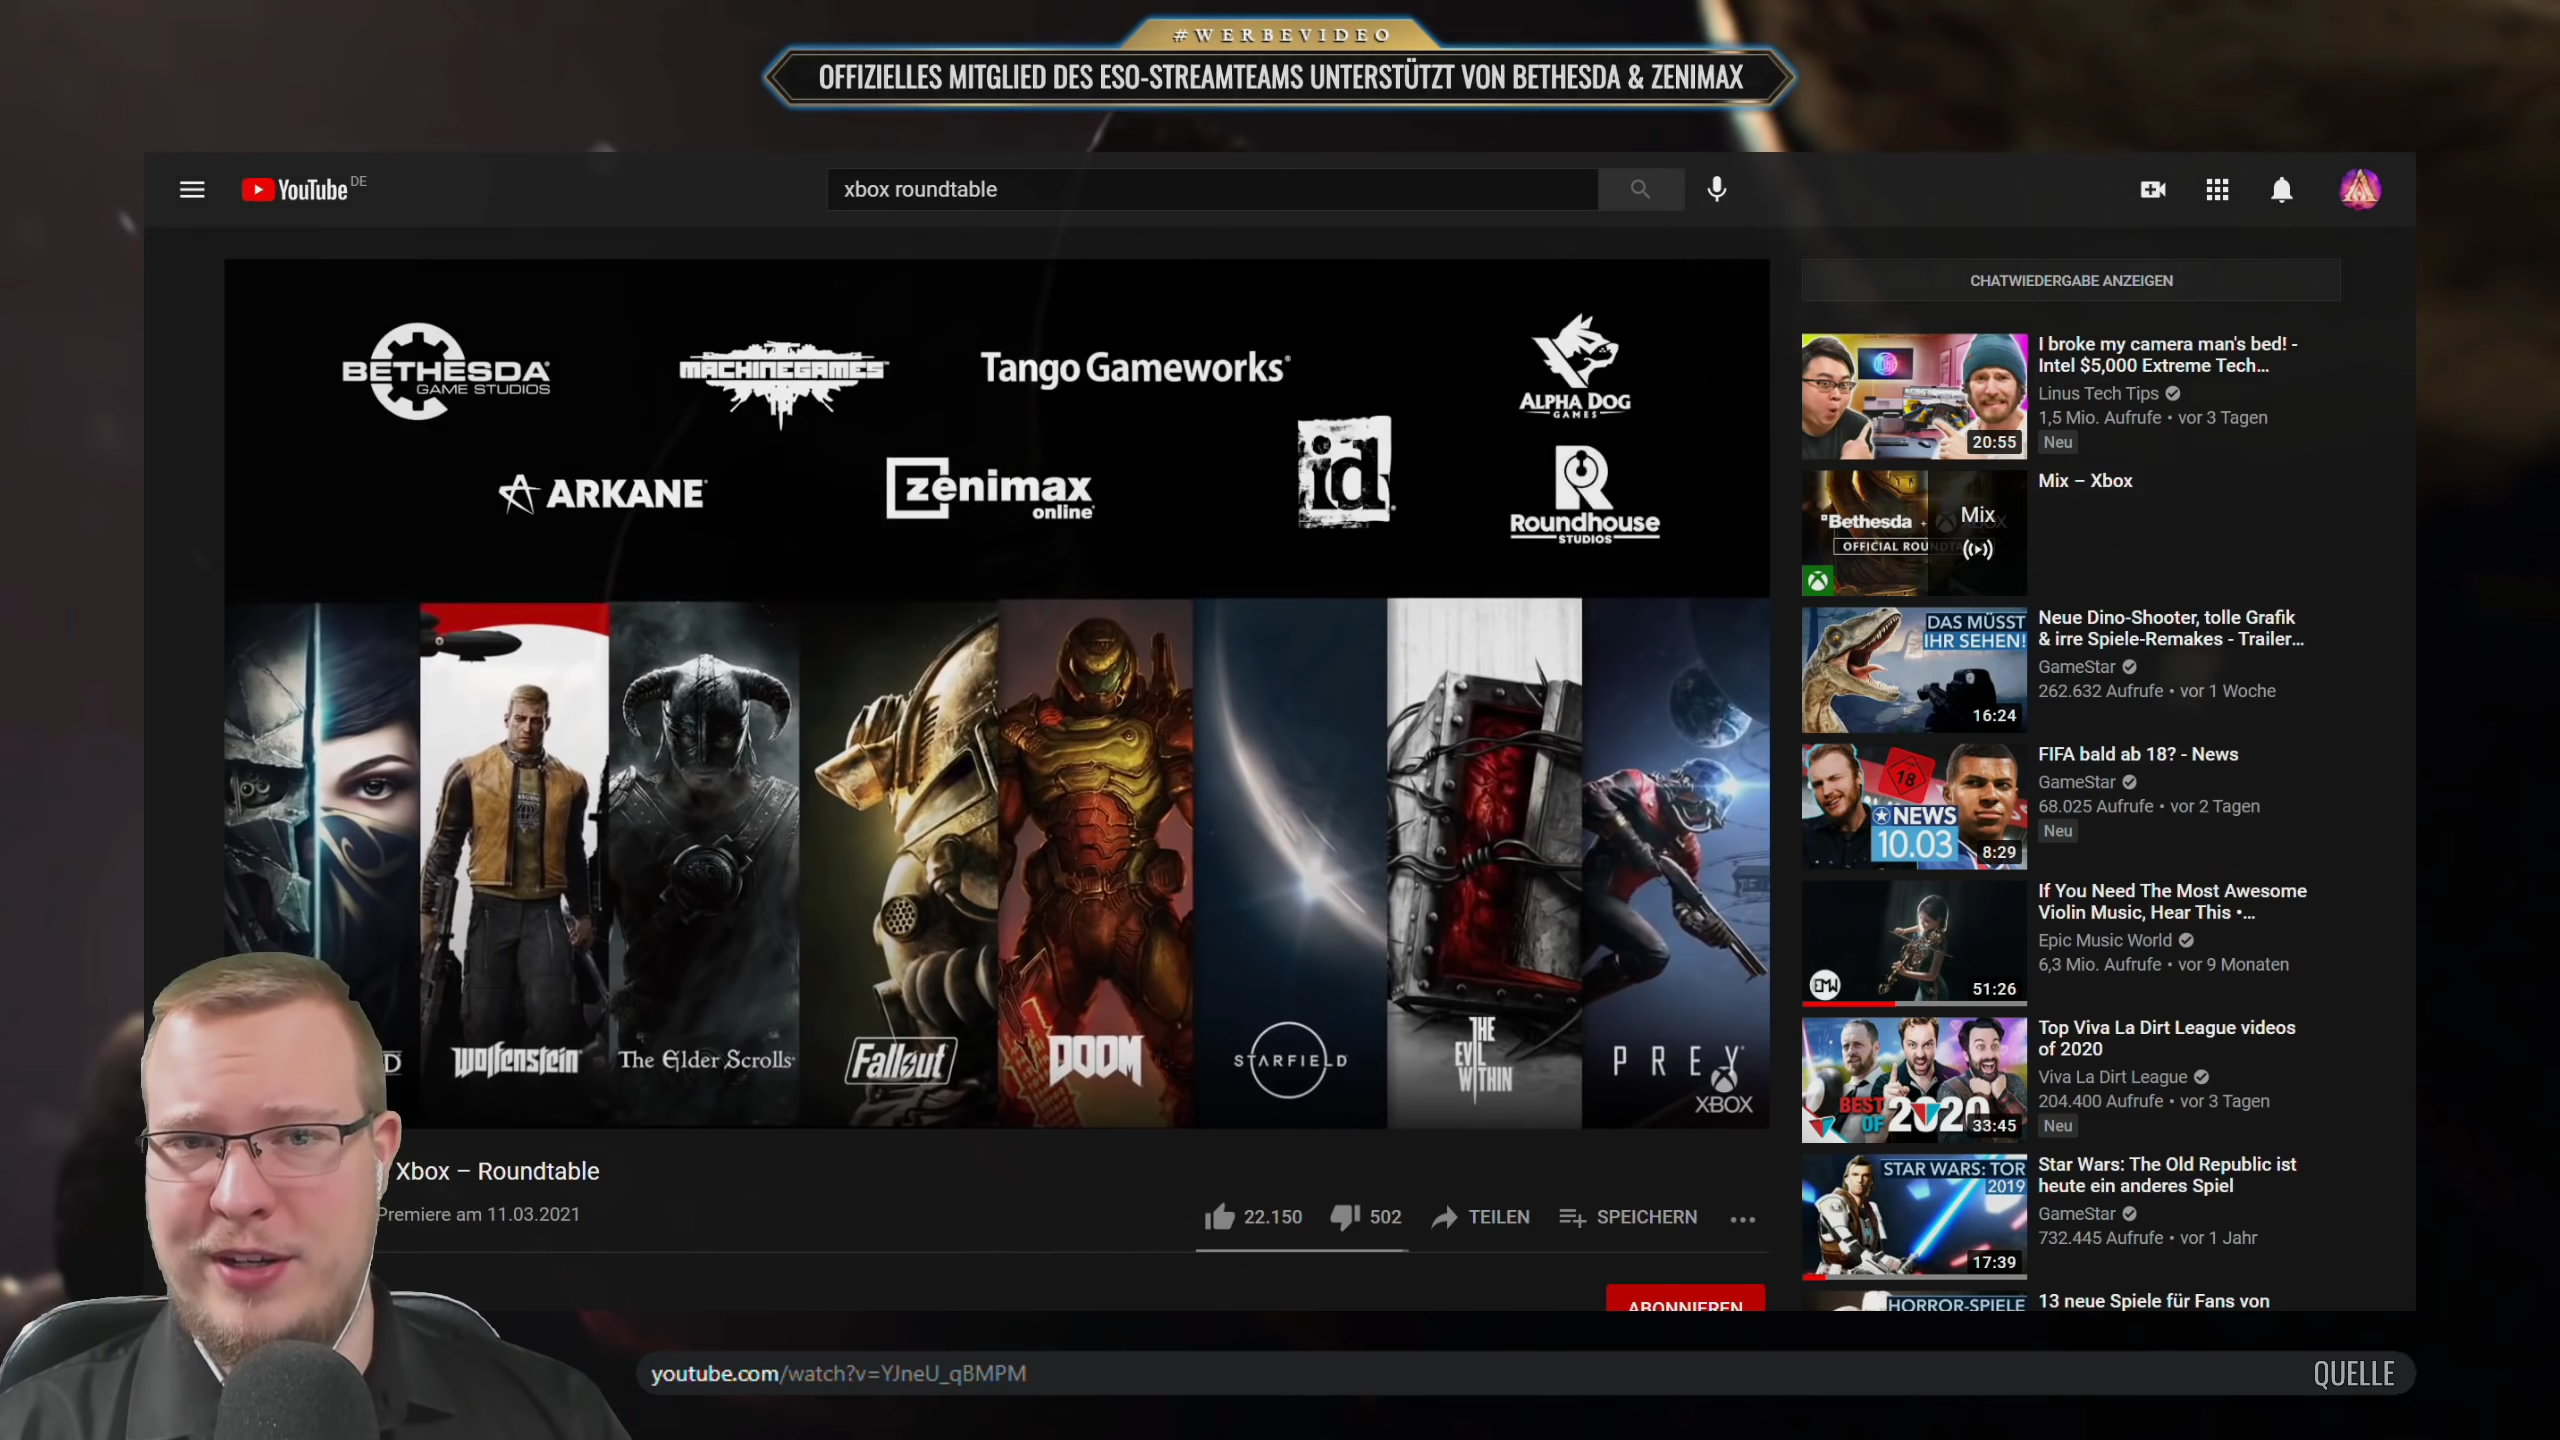 #WERBEVIDEO
OFFIZIELLES MITGLIED DES ESO-STREAMTEAMS UNTERSTÜTZT VON BETHESDA & ZENIMAX
YouTube DE
xbox roundtable
BETHESDA
GAME STUDIOS
MACHINEGAMES
Tango Gameworks
ALPHA DOG
GAMES
ARKANE
zenimax
online
id
Roundhouse
STUDIOS
D
Wolfenstein
The Elder Scrolls
Fallout
DOOM
STARFIELD
THE
EVIL
WITHIN
PREY
XBOX
Xbox – Roundtable
Premiere am 11.03.2021
22.150
502
TEILEN
SPEICHERN
ABONNIEREN
CHATWIEDERGABE ANZEIGEN
20:55
I broke my camera man's bed! -
Intel $5,000 Extreme Tech...
Linus Tech Tips
1,5 Mio. Aufrufe • vor 3 Tagen
Neu
Bethesda
OFFICIAL ROUNDTA
Mix
Mix – Xbox
DAS MÜSST
IHR SEHEN!
16:24
Neue Dino-Shooter, tolle Grafik
& irre Spiele-Remakes - Trailer...
GameStar
262.632 Aufrufe • vor 1 Woche
18
NEWS
10.03
8:29
FIFA bald ab 18? - News
GameStar
68.025 Aufrufe • vor 2 Tagen
Neu
EMW
51:26
If You Need The Most Awesome
Violin Music, Hear This •...
Epic Music World
6,3 Mio. Aufrufe • vor 9 Monaten
BEST
OF 2020
33:45
Top Viva La Dirt League videos
of 2020
Viva La Dirt League
204.400 Aufrufe • vor 3 Tagen
Neu
STAR WARS: TOR
2019
17:39
Star Wars: The Old Republic ist
heute ein anderes Spiel
GameStar
732.445 Aufrufe • vor 1 Jahr
HORROR-SPIELE
13 neue Spiele für Fans von
youtube.com/watch?v=YJneU_qBMPM
QUELLE